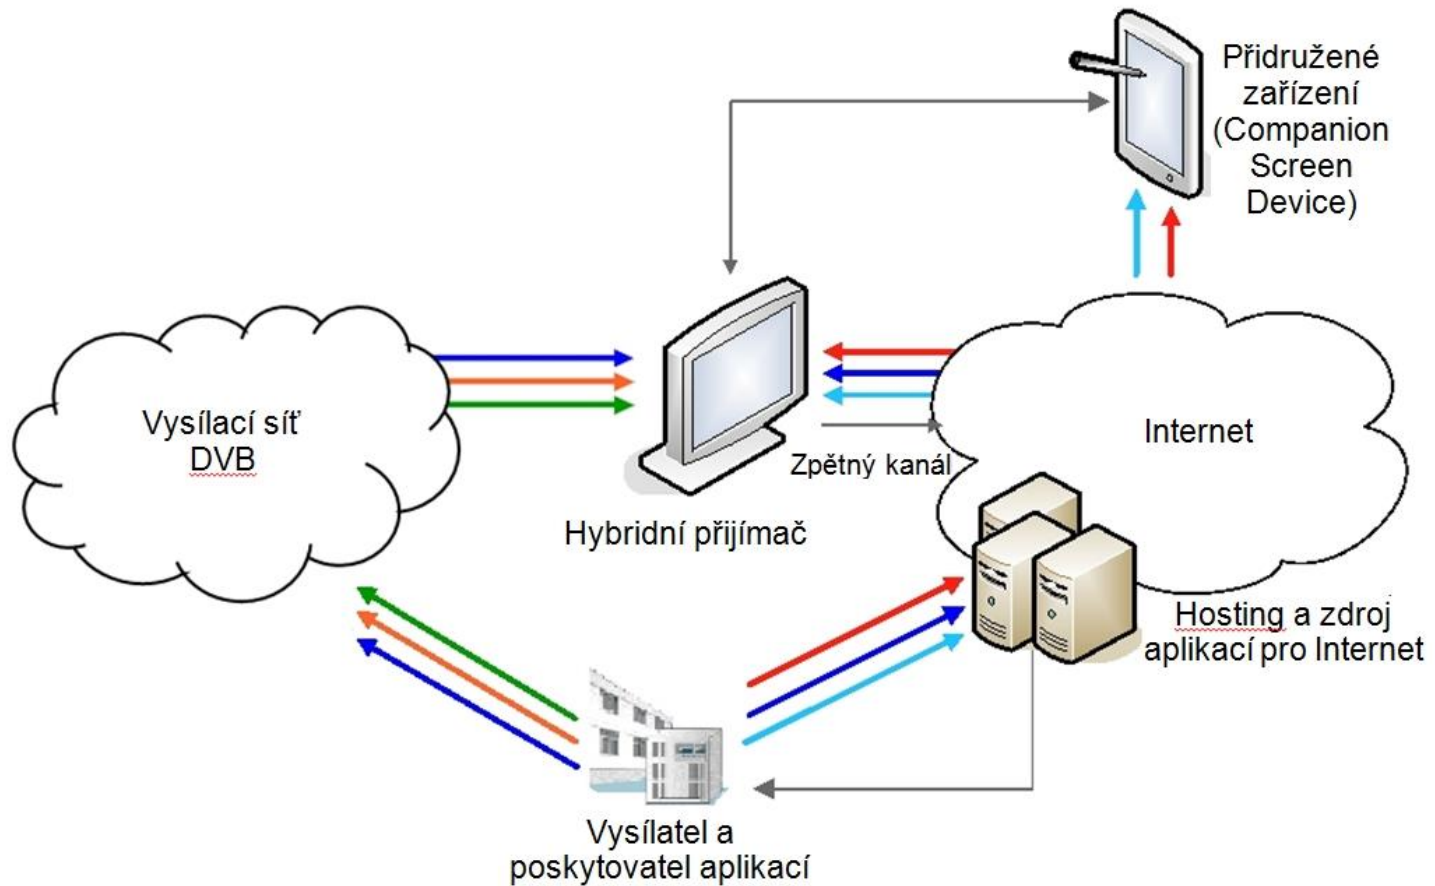 Přidružené
zařízení
(Companion
Screen
Device)
Vysílací síť
DVB
Internet
Zpětný kanál
Hybridní přijímač
Hosting a zdroj
aplikací pro Internet
Vysílatel a
poskytovatel aplikací